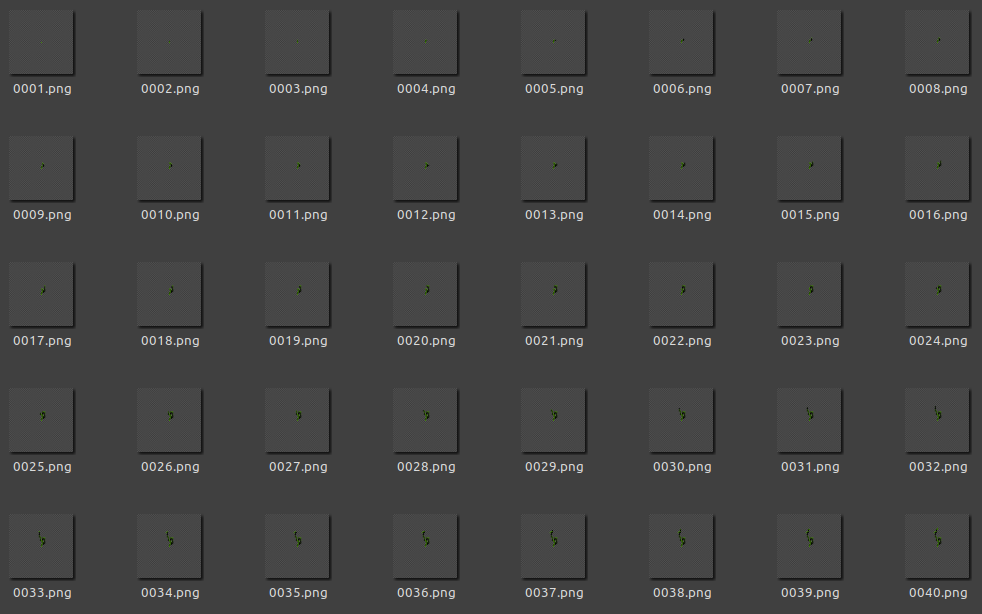 0001.png 0002.png 0003.png 0004.png 0005.png 0006.png 0007.png 0008.png
0009.png 0010.png 0011.png 0012.png 0013.png 0014.png 0015.png 0016.png
0017.png 0018.png 0019.png 0020.png 0021.png 0022.png 0023.png 0024.png
0025.png 0026.png 0027.png 0028.png 0029.png 0030.png 0031.png 0032.png
0033.png 0034.png 0035.png 0036.png 0037.png 0038.png 0039.png 0040.png